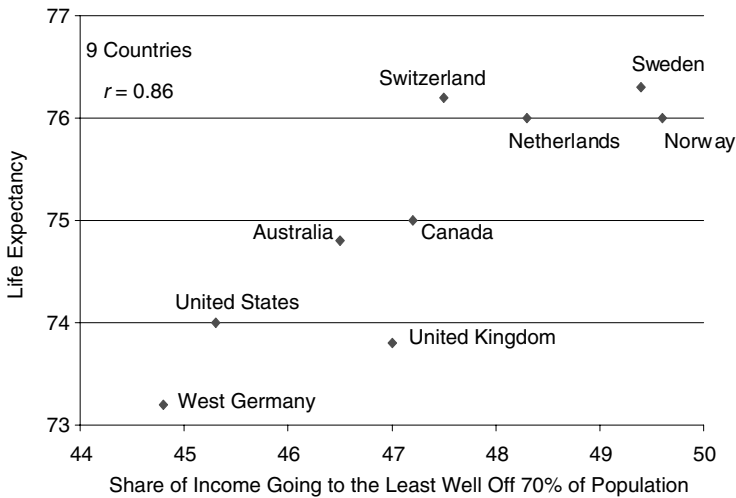 77
9 Countries
r = 0.86
Sweden
Switzerland
76
Netherlands
Norway
75
Australia
Canada
United States
74
United Kingdom
West Germany
73
44 45 46 47 48 49 50
Life Expectancy
Share of Income Going to the Least Well Off 70% of Population